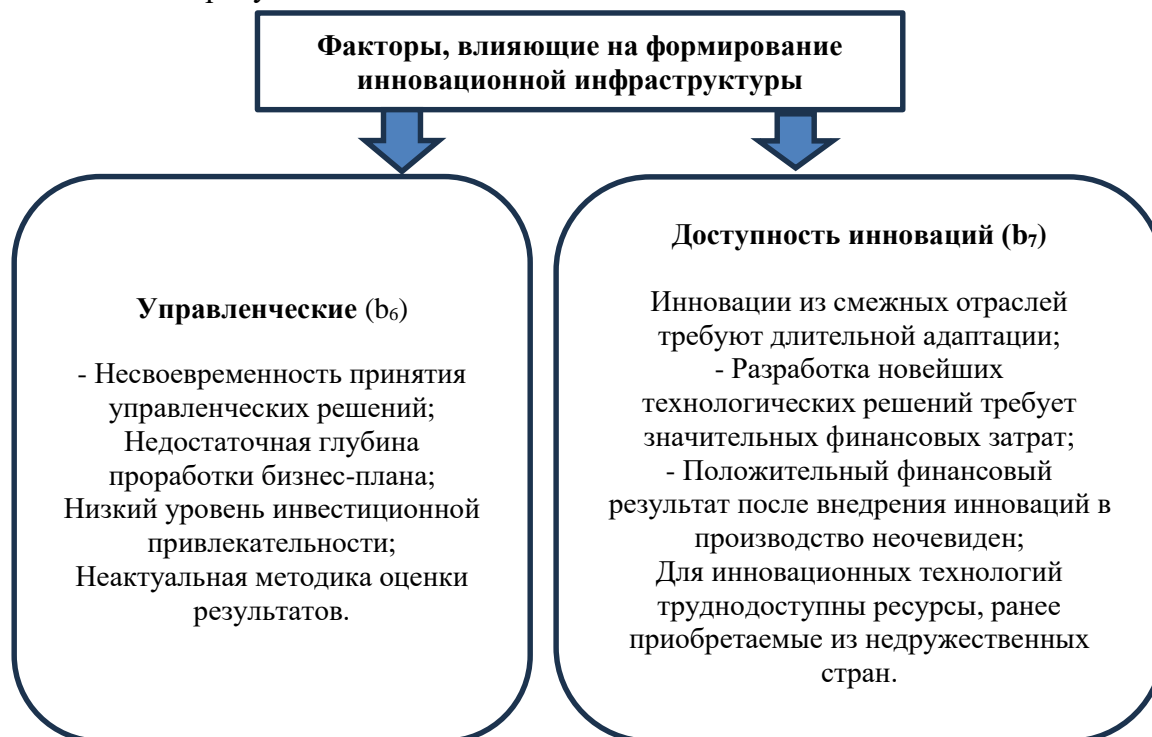 Факторы, влияющие на формирование
инновационной инфраструктуры
Управленческие (b₆)
- Несвоевременность принятия
управленческих решений;
Недостаточная глубина
проработки бизнес-плана;
Низкий уровень инвестиционной
привлекательности;
Неактуальная методика оценки
результатов.
Доступность инноваций (b₇)
Инновации из смежных отраслей
требуют длительной адаптации;
- Разработка новейших
технологических решений требует
значительных финансовых затрат;
- Положительный финансовый
результат после внедрения инноваций в
производство неочевиден;
Для инновационных технологий
труднодоступны ресурсы, ранее
приобретаемые из недружественных
стран.